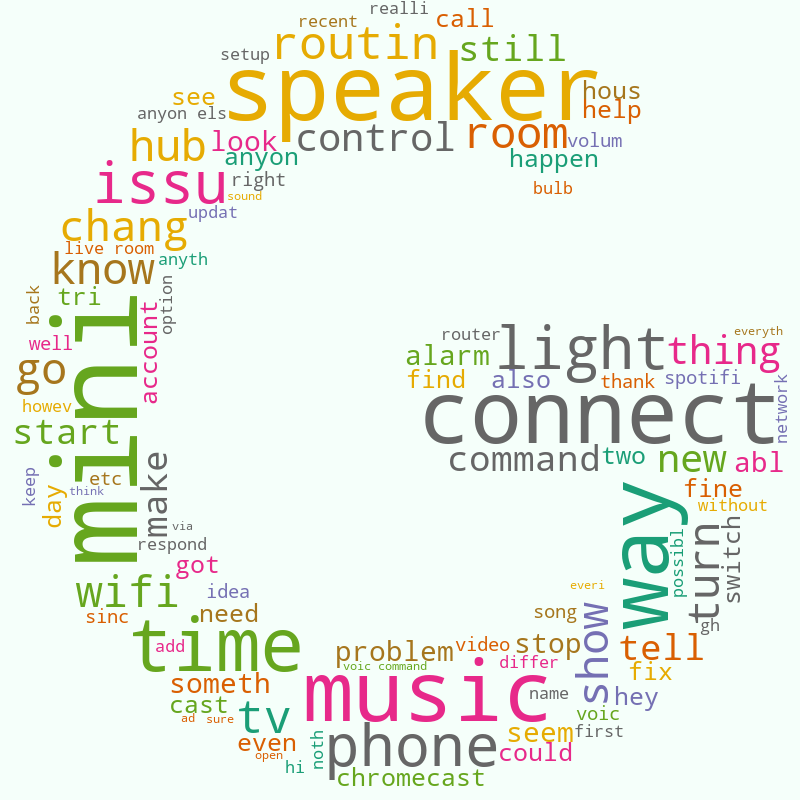 realli
recent
call
routin
still
setup
speaker
see
hous
help
anyon els
hub
look
control
room
volum
anyon
happen
issu
right
bulb
sound
updat
chang
live room
anyth
know
tri
back
option
mini
account
well
go
howev
start
router
everyth
light
thing
alarm
find
also
thank
spotifi
connect
network
command
two
new
abl
keep
day
etc
think
make
via
respond
got
fine
without
way
possibl
turn
switch
wifi
idea
everi
sinc
need
song
gh
time
add
problem
video
stop
show
tell
voic command
differ
fix
someth
music
name
hey
cast
tv
ad
sure
voic
even
open
noth
hi
phone
seem
first
could
chromecast